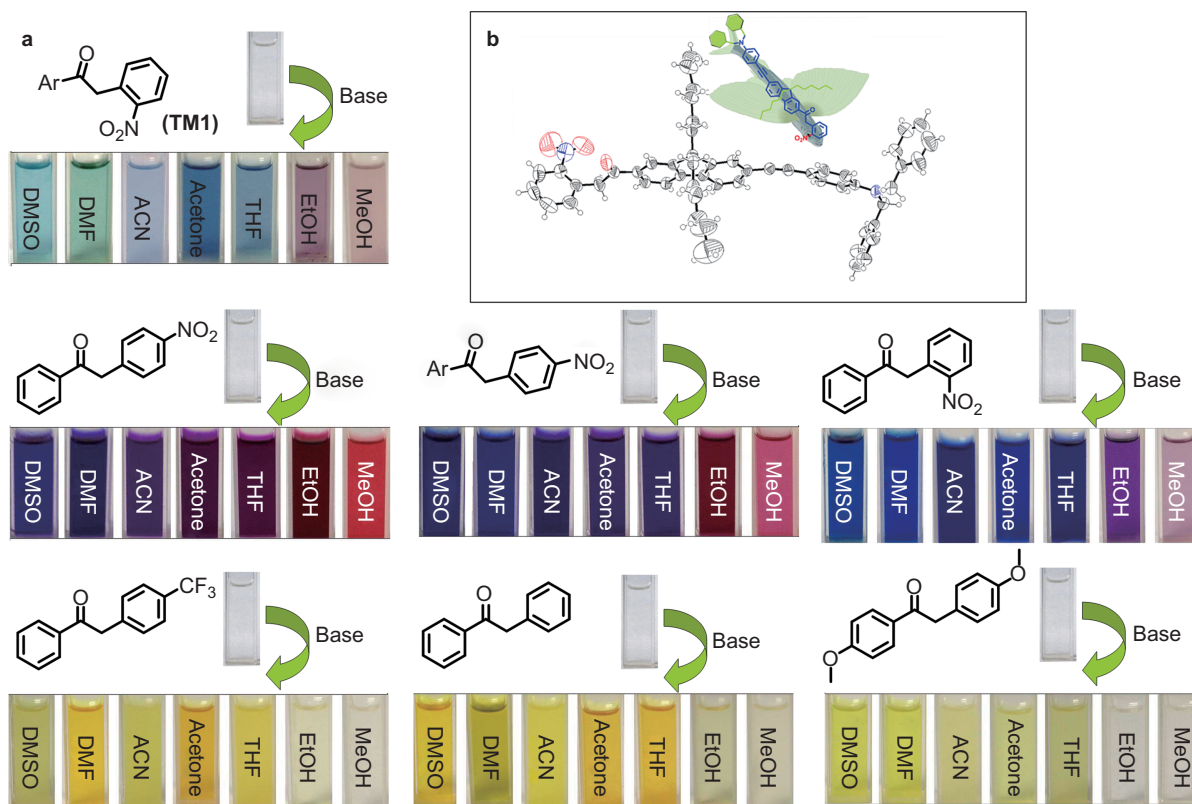 a
O
Ar
O₂N
(TM1)
Base
DMSO
DMF
ACN
Acetone
THF
EtOH
MeOH
b
N
O
O₂N
O
NO₂
Base
DMSO
DMF
ACN
Acetone
THF
EtOH
MeOH
O
Ar
NO₂
Base
DMSO
DMF
ACN
Acetone
THF
EtOH
MeOH
O
NO₂
Base
DMSO
DMF
ACN
Acetone
THF
EtOH
MeOH
O
CF₃
Base
DMSO
DMF
ACN
Acetone
THF
EtOH
MeOH
O
Base
DMSO
DMF
ACN
Acetone
THF
EtOH
MeOH
O
O
O
Base
DMSO
DMF
ACN
Acetone
THF
EtOH
MeOH